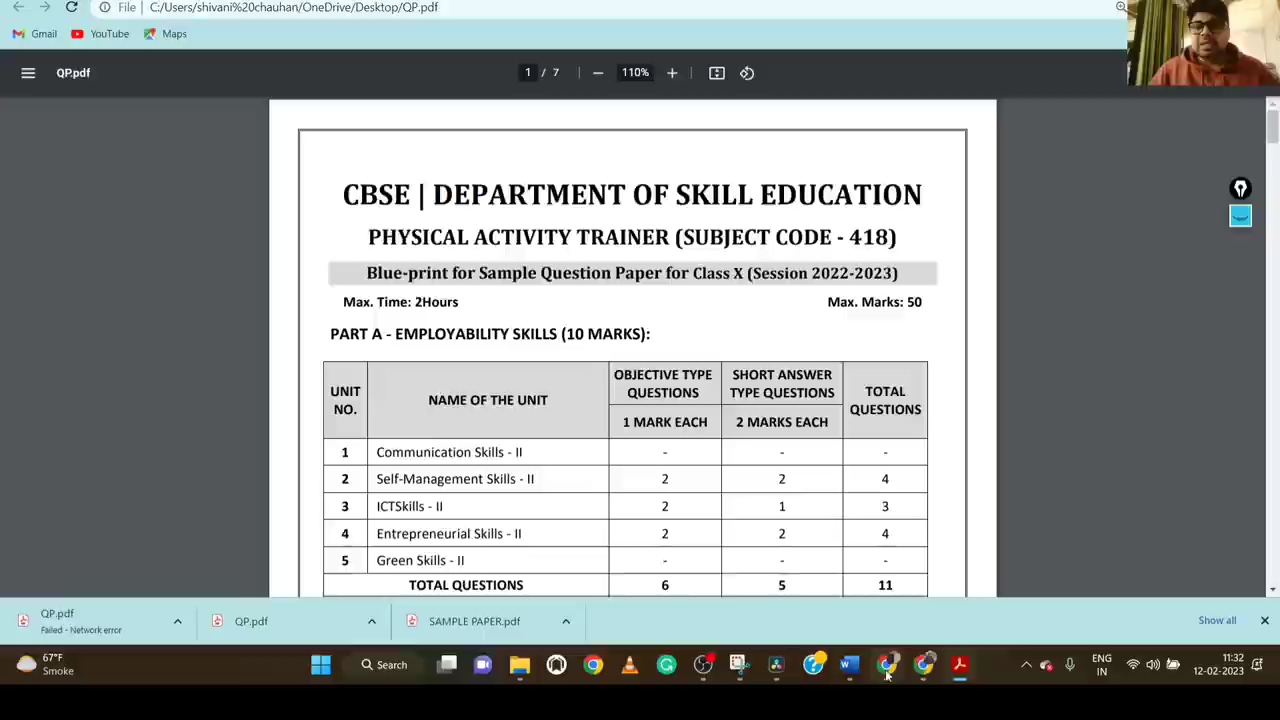 File | C:/Users/shivani%20chauhan/OneDrive/Desktop/QP.pdf
Gmail YouTube Maps
QP.pdf 1 / 7 110%
CBSE | DEPARTMENT OF SKILL EDUCATION
PHYSICAL ACTIVITY TRAINER (SUBJECT CODE - 418)
Blue-print for Sample Question Paper for Class X (Session 2022-2023)
Max. Time: 2Hours Max. Marks: 50
PART A - EMPLOYABILITY SKILLS (10 MARKS):
UNIT NO. NAME OF THE UNIT OBJECTIVE TYPE QUESTIONS SHORT ANSWER TYPE QUESTIONS TOTAL QUESTIONS
1 MARK EACH 2 MARKS EACH
1 Communication Skills - II - - -
2 Self-Management Skills - II 2 2 4
3 ICTSkills - II 2 1 3
4 Entrepreneurial Skills - II 2 2 4
5 Green Skills - II - - -
TOTAL QUESTIONS 6 5 11
QP.pdf
Failed - Network error
QP.pdf
SAMPLE PAPER.pdf
Show all
67°F
Smoke
Search
ENG
IN
11:32
12-02-2023